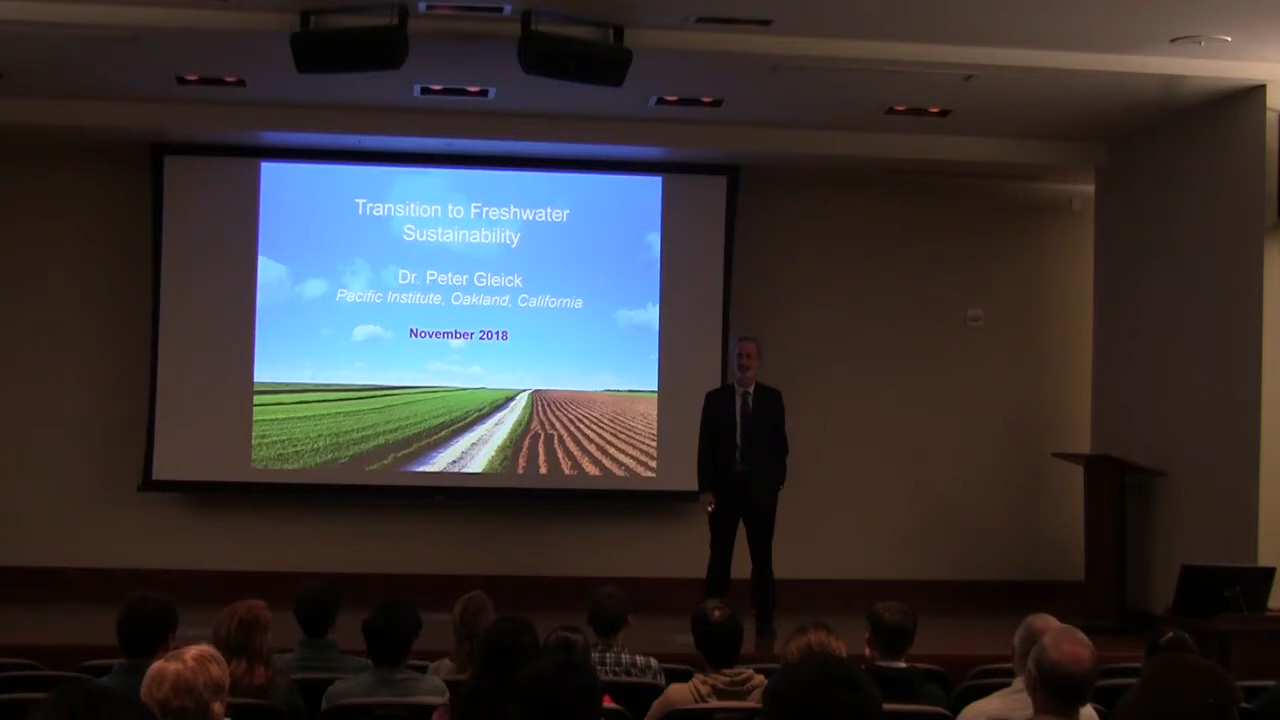 Transition to Freshwater
Sustainability
Dr. Peter Gleick
Pacific Institute, Oakland, California
November 2018